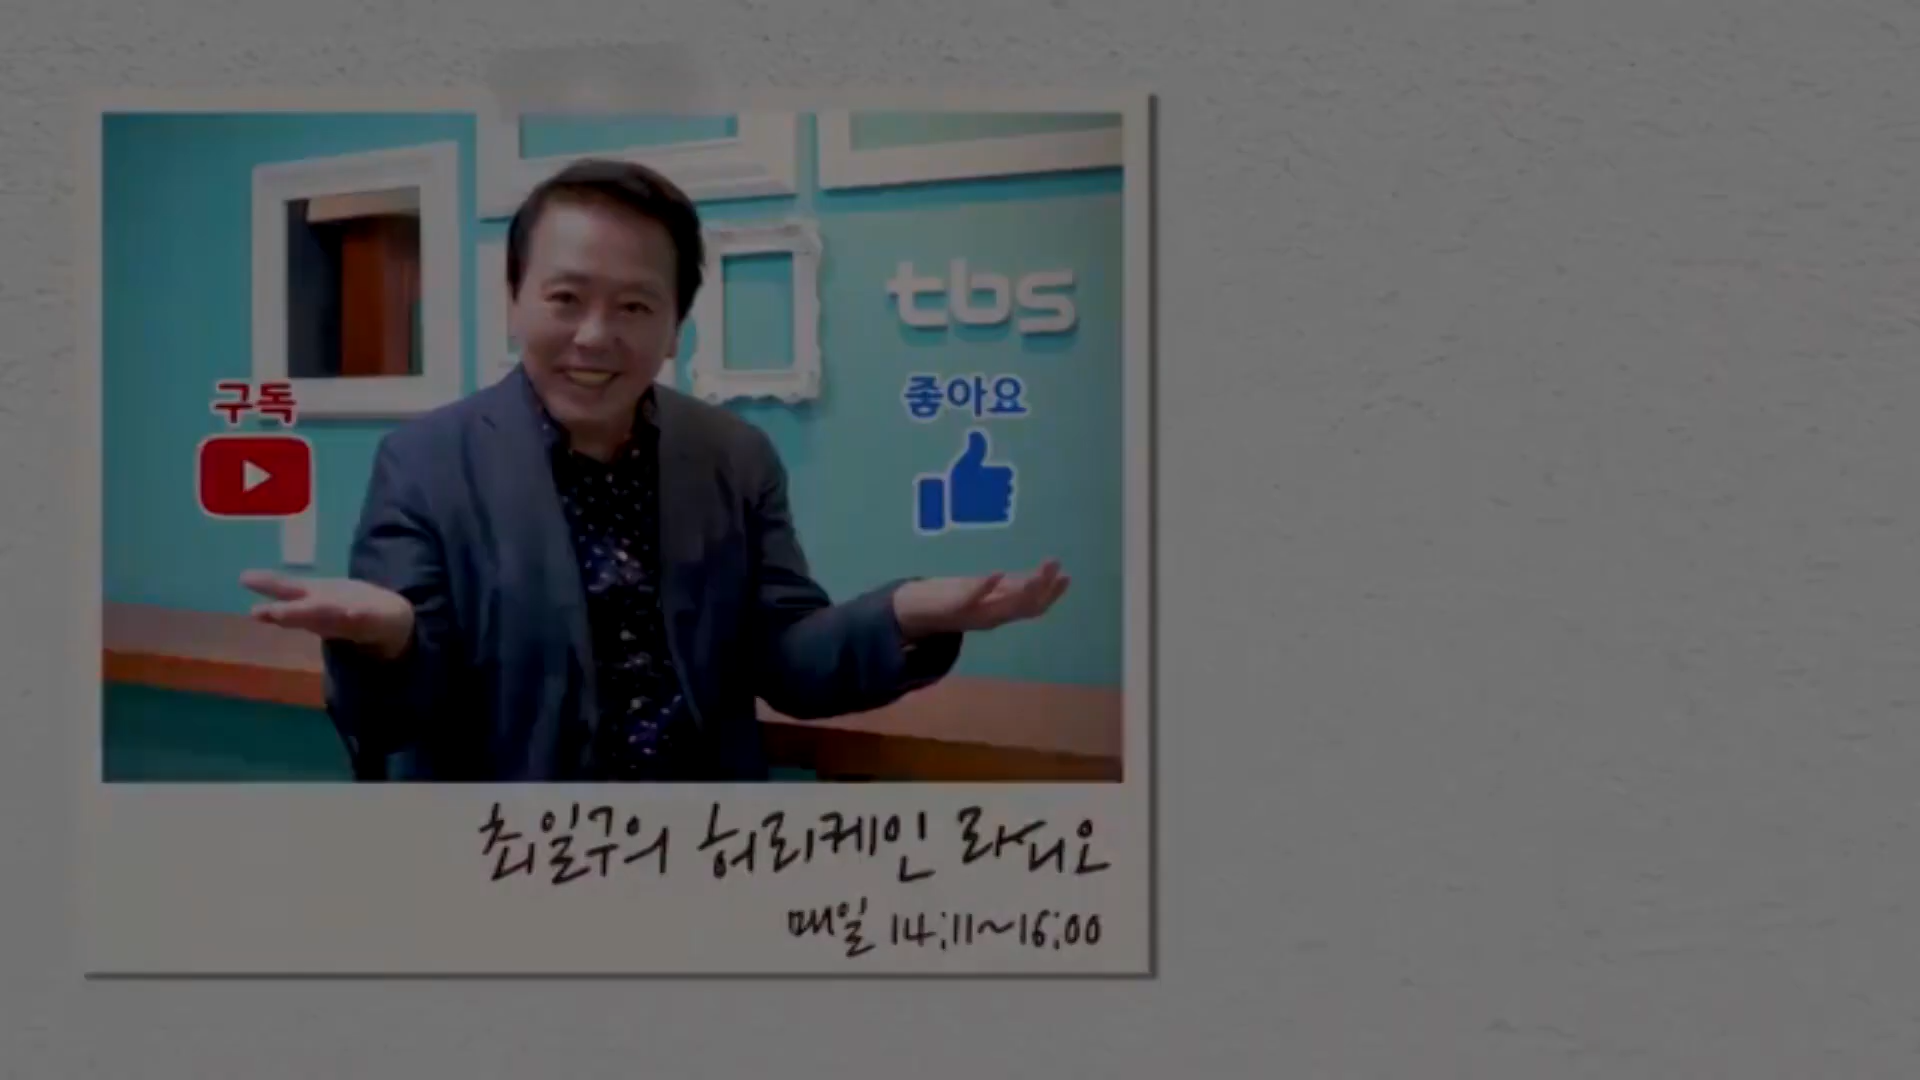 tbs
구독
좋아요
최일구의 허리케인 라디오
매일 14:11~16:00